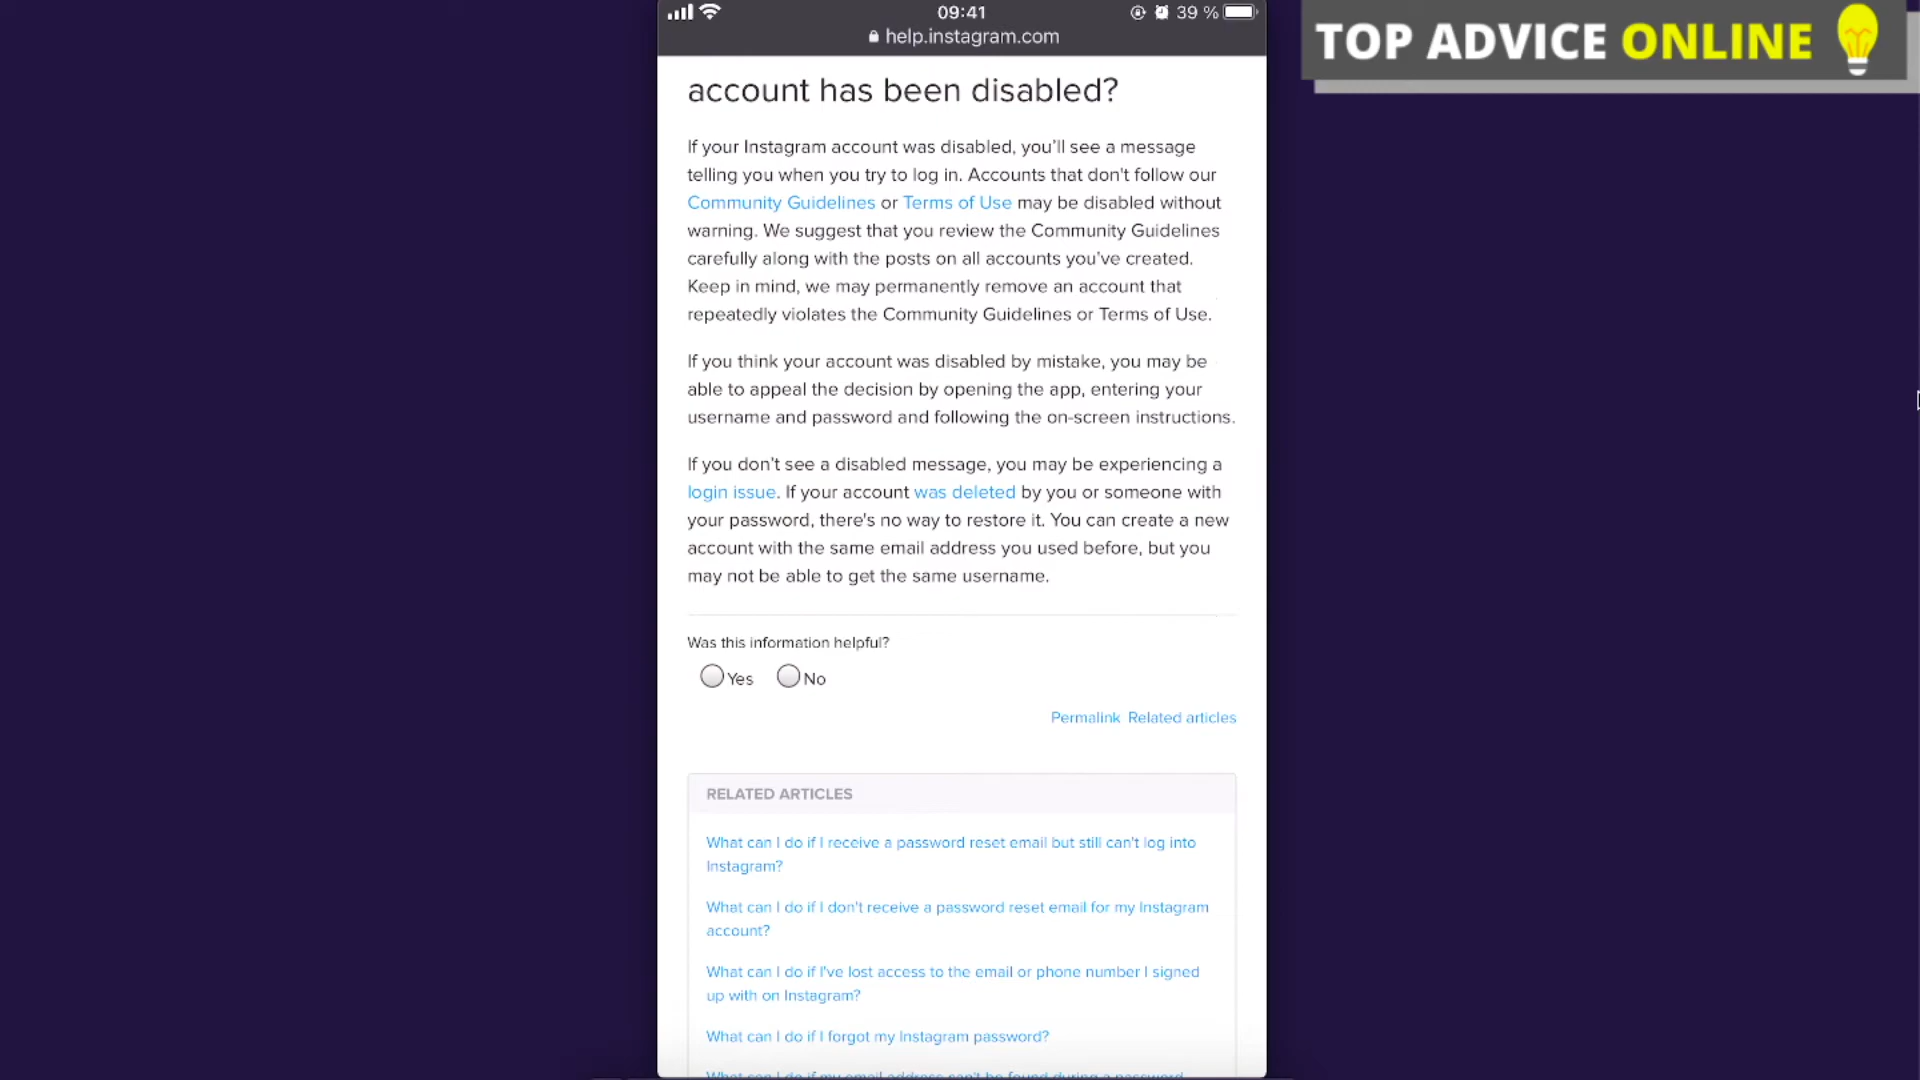 09:41
39 %
help.instagram.com
TOP ADVICE ONLINE
account has been disabled?
If your Instagram account was disabled, you'll see a message
telling you when you try to log in. Accounts that don't follow our
Community Guidelines or Terms of Use may be disabled without
warning. We suggest that you review the Community Guidelines
carefully along with the posts on all accounts you've created.
Keep in mind, we may permanently remove an account that
repeatedly violates the Community Guidelines or Terms of Use.
If you think your account was disabled by mistake, you may be
able to appeal the decision by opening the app, entering your
username and password and following the on-screen instructions.
If you don't see a disabled message, you may be experiencing a
login issue. If your account was deleted by you or someone with
your password, there's no way to restore it. You can create a new
account with the same email address you used before, but you
may not be able to get the same username.
Was this information helpful?
Yes No
Permalink Related articles
RELATED ARTICLES
What can I do if I receive a password reset email but still can't log into
Instagram?
What can I do if I don't receive a password reset email for my Instagram
account?
What can I do if I've lost access to the email or phone number I signed
up with on Instagram?
What can I do if I forgot my Instagram password?
What can I do if my email address can't be found during a password